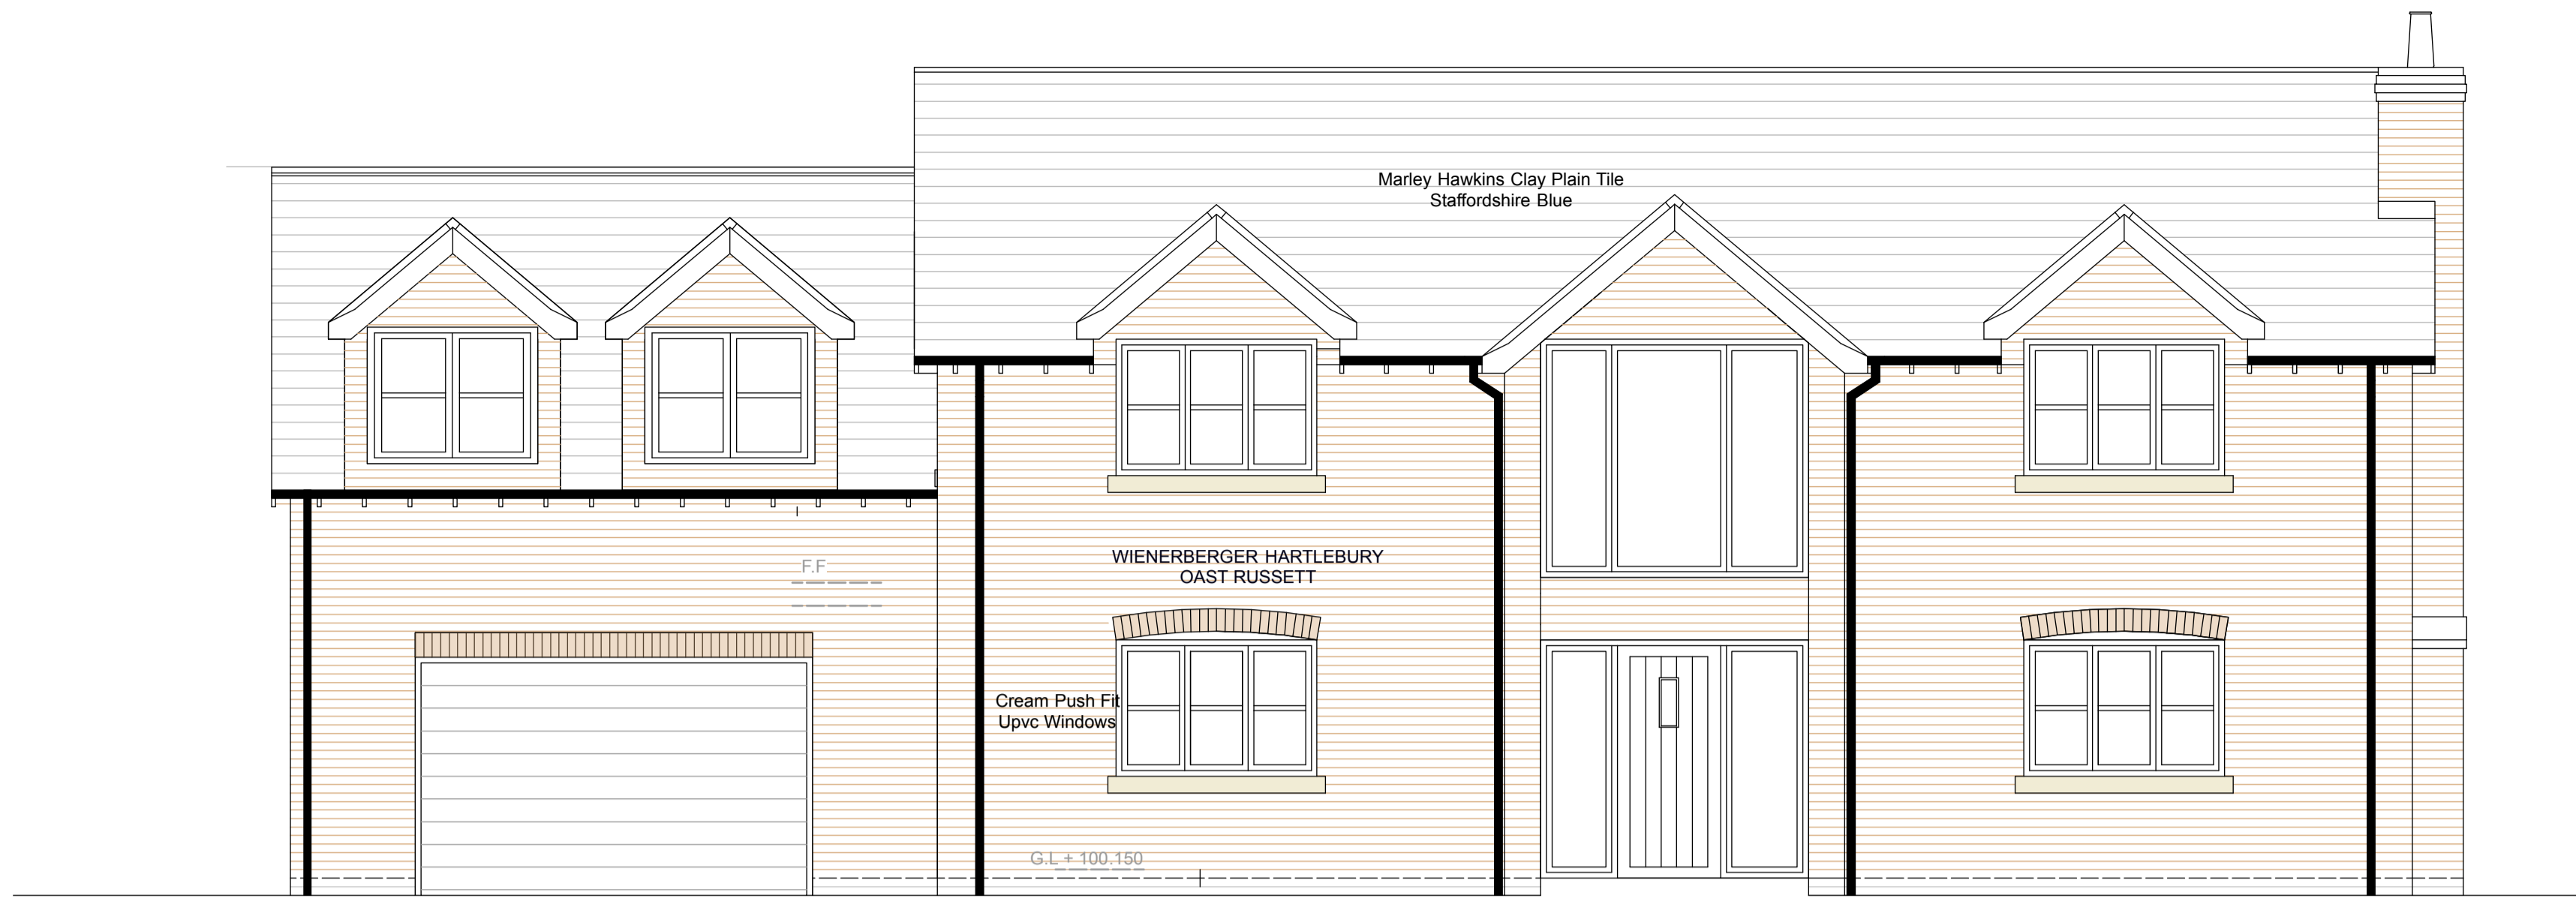 Marley Hawkins Clay Plain Tile
Staffordshire Blue
WIENERBERGER HARTLEBURY
OAST RUSSETT
F.F
Cream Push Fit
Upvc Windows
G.L + 100.150